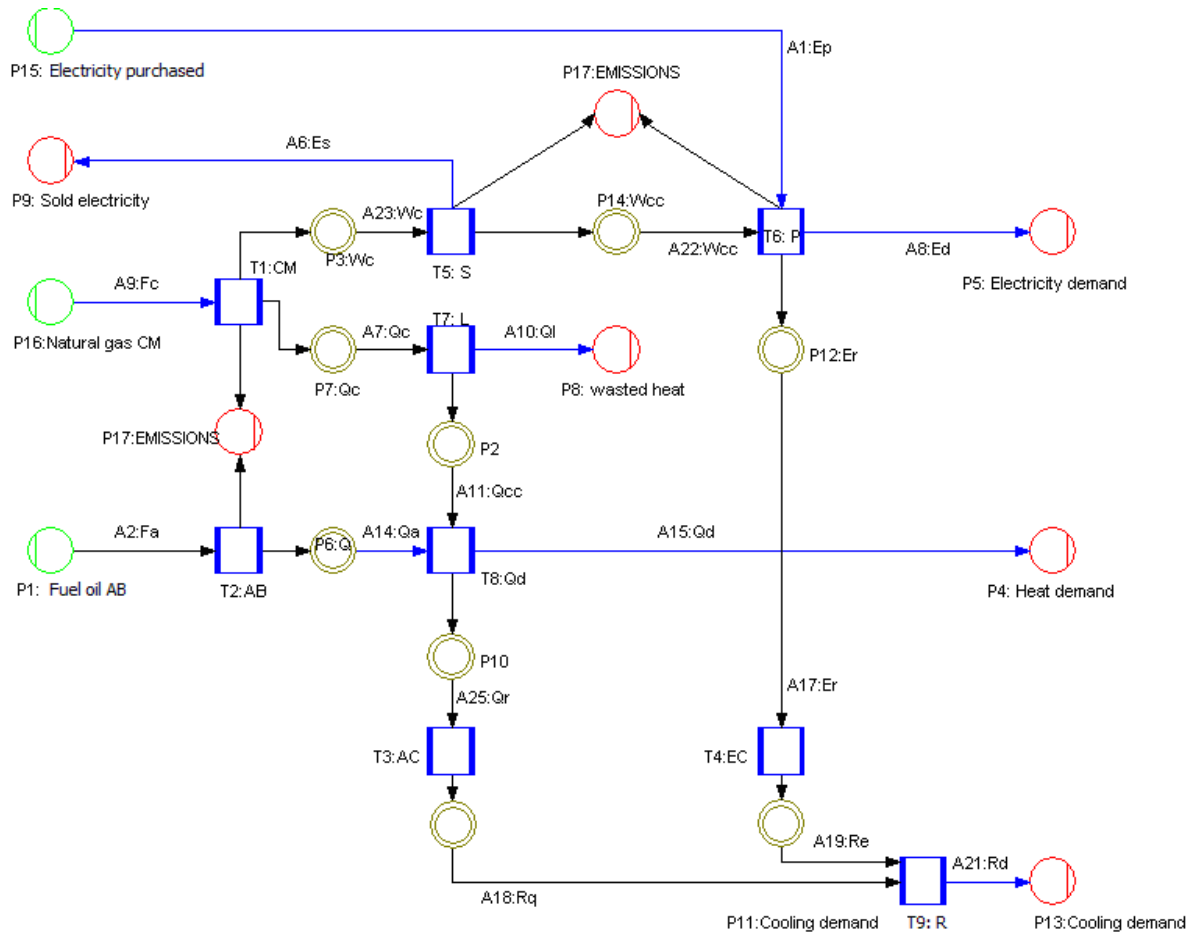 A1:Ep
P15: Electricity purchased
P17:EMISSIONS
A6:Es
P9: Sold electricity
A23:Wc
P14:Wcc
P3:Wc
T5: S
A22:Wcc
T6: P
A8:Ed
P5: Electricity demand
T1:CM
A9:Fc
P16:Natural gas CM
A7:Qc
T7: L
A10:Ql
P7:Qc
P8: wasted heat
P12:Er
P17:EMISSIONS
P2
A11:Qcc
A2:Fa
P6:Q
A14:Qa
A15:Qd
P1: Fuel oil AB
T2:AB
T8:Qd
P4: Heat demand
P10
A25:Qr
A17:Er
T3:AC
T4:EC
A19:Re
A21:Rd
A18:Rq
P11:Cooling demand
T9: R
P13:Cooling demand